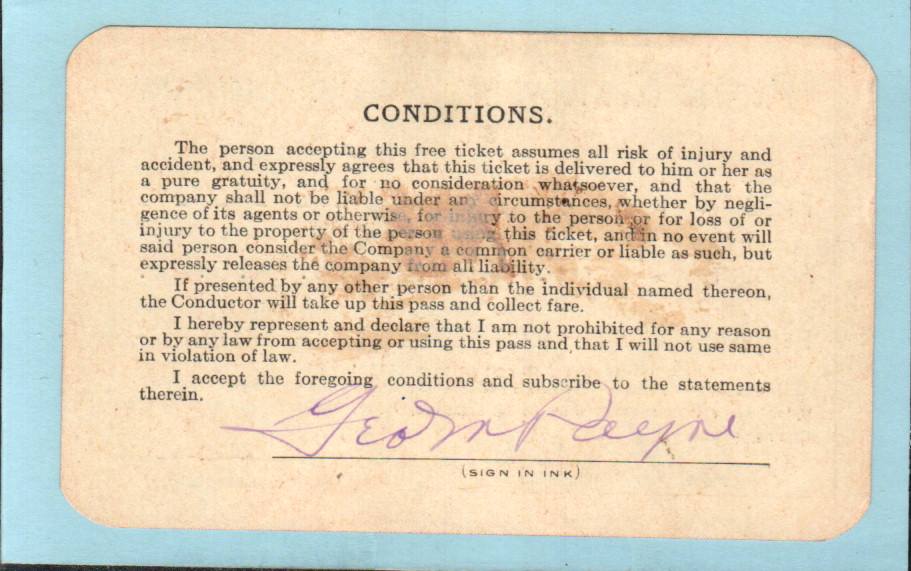 CONDITIONS.
The person accepting this free ticket assumes all risk of injury and
accident, and expressly agrees that this ticket is delivered to him or her as
a pure gratuity, and for no consideration whatsoever, and that the
company shall not be liable under any circumstances, whether by negli-
gence of its agents or otherwise, for injury to the person or for loss of or
injury to the property of the person using this ticket, and in no event will
said person consider the Company a common carrier or liable as such, but
expressly releases the company from all liability.
If presented by any other person than the individual named thereon,
the Conductor will take up this pass and collect fare.
I hereby represent and declare that I am not prohibited for any reason
or by any law from accepting or using this pass and that I will not use same
in violation of law.
I accept the foregoing conditions and subscribe to the statements
therein.
Payne
(SIGN IN INK)